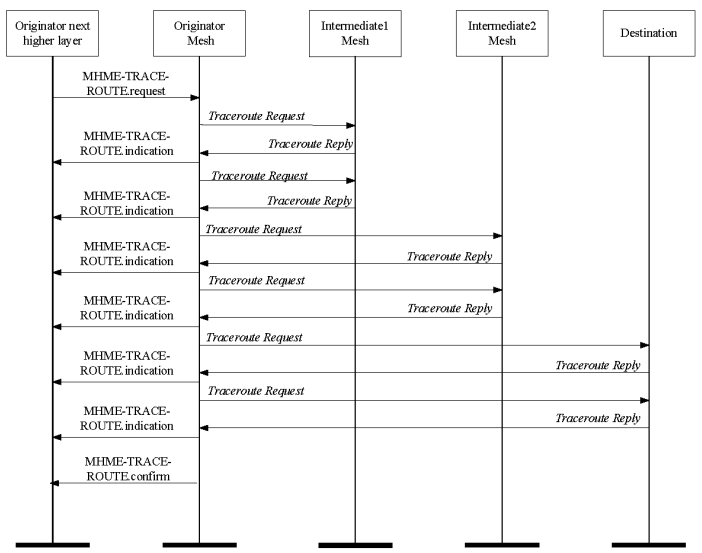 Originator next
higher layer
Originator
Mesh
Intermediate1
Mesh
Intermediate2
Mesh
Destination
MHME-TRACE-
ROUTE.request
Traceroute Request
MHME-TRACE-
ROUTE.indication
Traceroute Reply
Traceroute Request
MHME-TRACE-
ROUTE.indication
Traceroute Reply
Traceroute Request
MHME-TRACE-
ROUTE.indication
Traceroute Reply
Traceroute Request
MHME-TRACE-
ROUTE.indication
Traceroute Reply
Traceroute Request
MHME-TRACE-
ROUTE.indication
Traceroute Reply
Traceroute Request
MHME-TRACE-
ROUTE.indication
Traceroute Reply
MHME-TRACE-
ROUTE.confirm